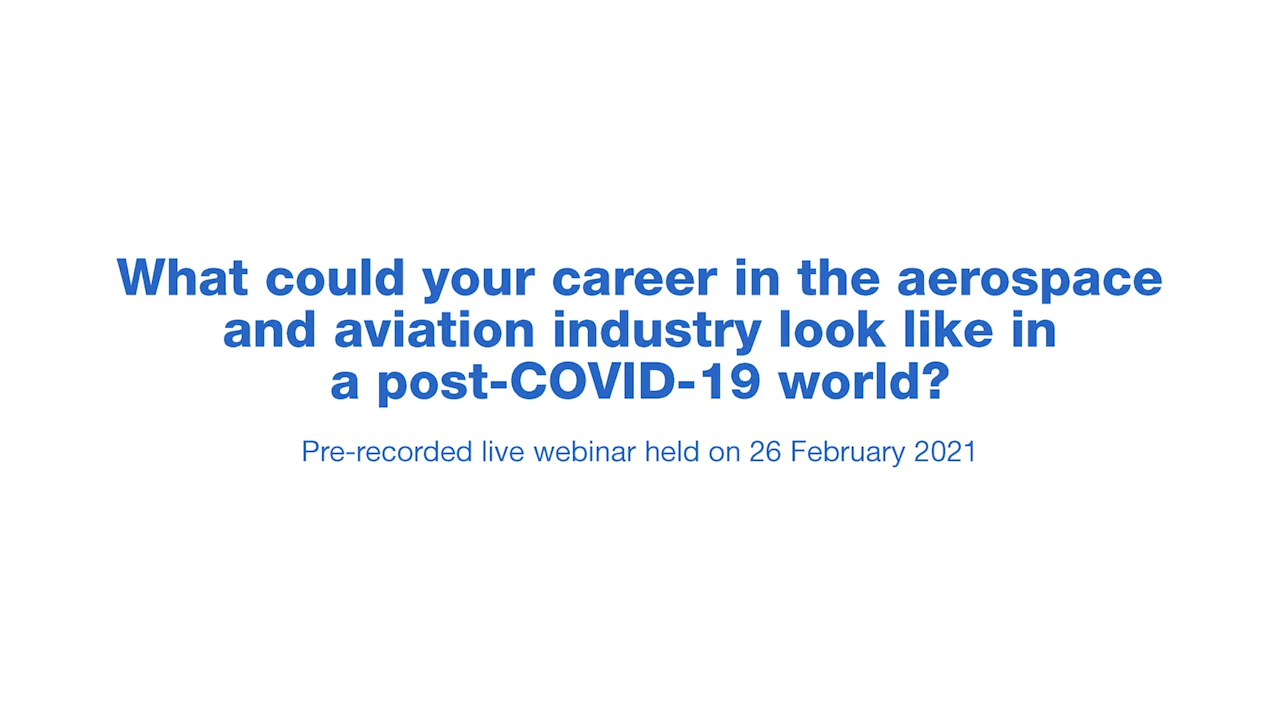 What could your career in the aerospace
and aviation industry look like in
a post-COVID-19 world?
Pre-recorded live webinar held on 26 February 2021